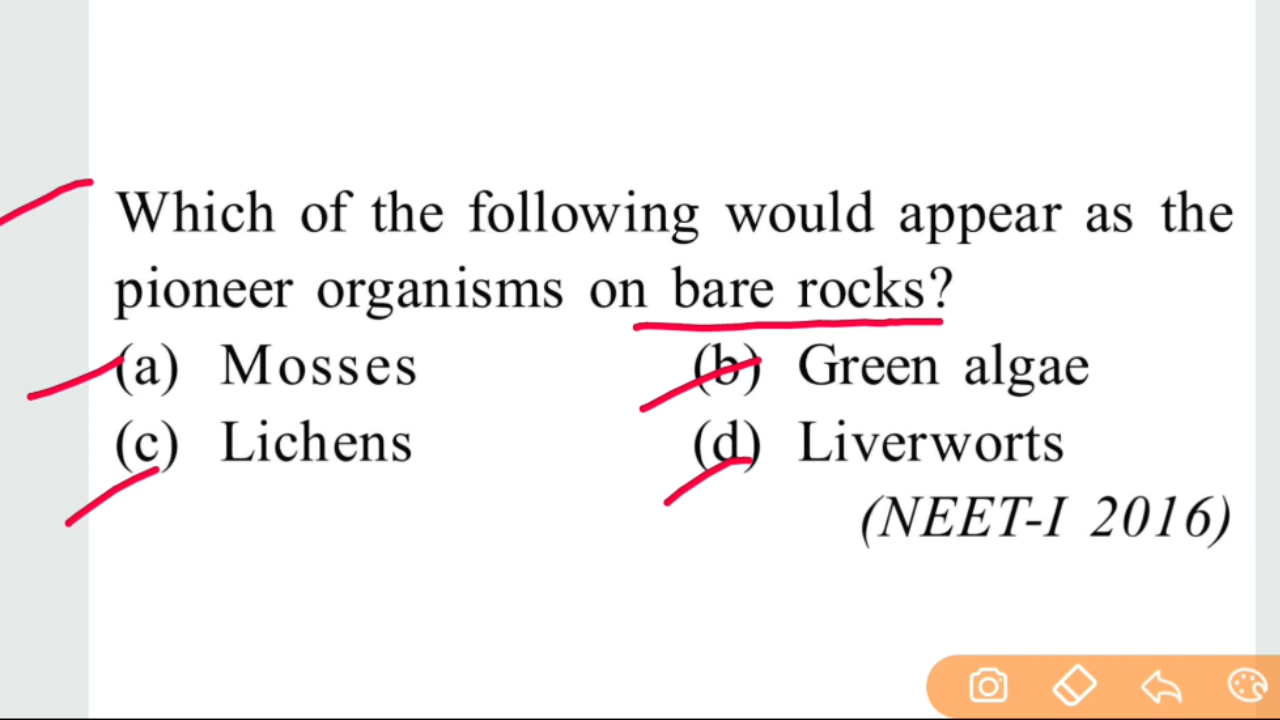 Which of the following would appear as the
pioneer organisms on bare rocks?
(a) Mosses (b) Green algae
(c) Lichens (d) Liverworts
(NEET-I 2016)